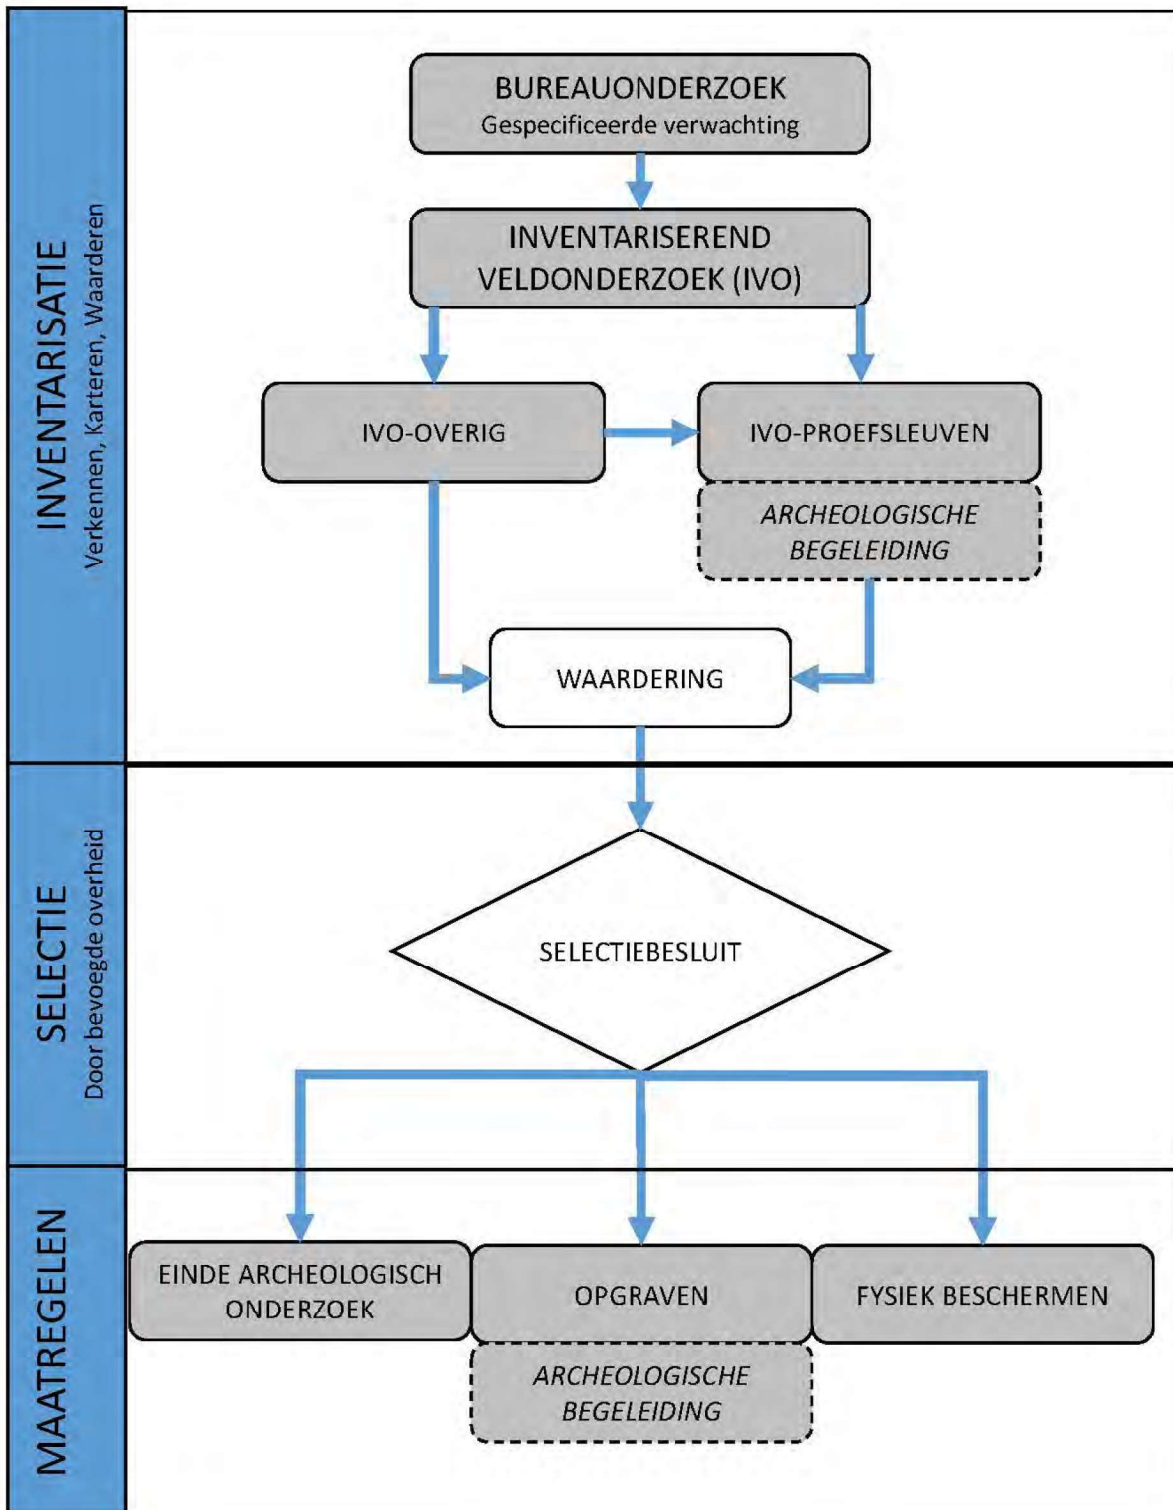 INVENTARISATIE
Verkennen, Karteren, Waarderen
BUREAUONDERZOEK
Gespecificeerde verwachting
INVENTARISEREND
VELDONDERZOEK (IVO)
IVO-OVERIG
IVO-PROEFSLEUVEN
ARCHEOLOGISCHE
BEGELEIDING
WAARDERING
SELECTIE
Door bevoegde overheid
SELECTIEBESLUIT
MAATREGELEN
EINDE ARCHEOLOGISCH
ONDERZOEK
OPGRAVEN
FYSIEK BESCHERMEN
ARCHEOLOGISCHE
BEGELEIDING